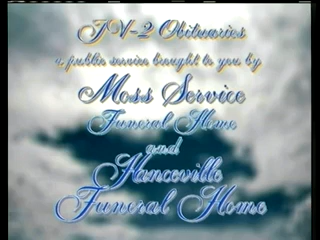 TV-2 Obituaries
a public service brought to you by
Moss Service
Funeral Home
and
Hanceville
Funeral Home